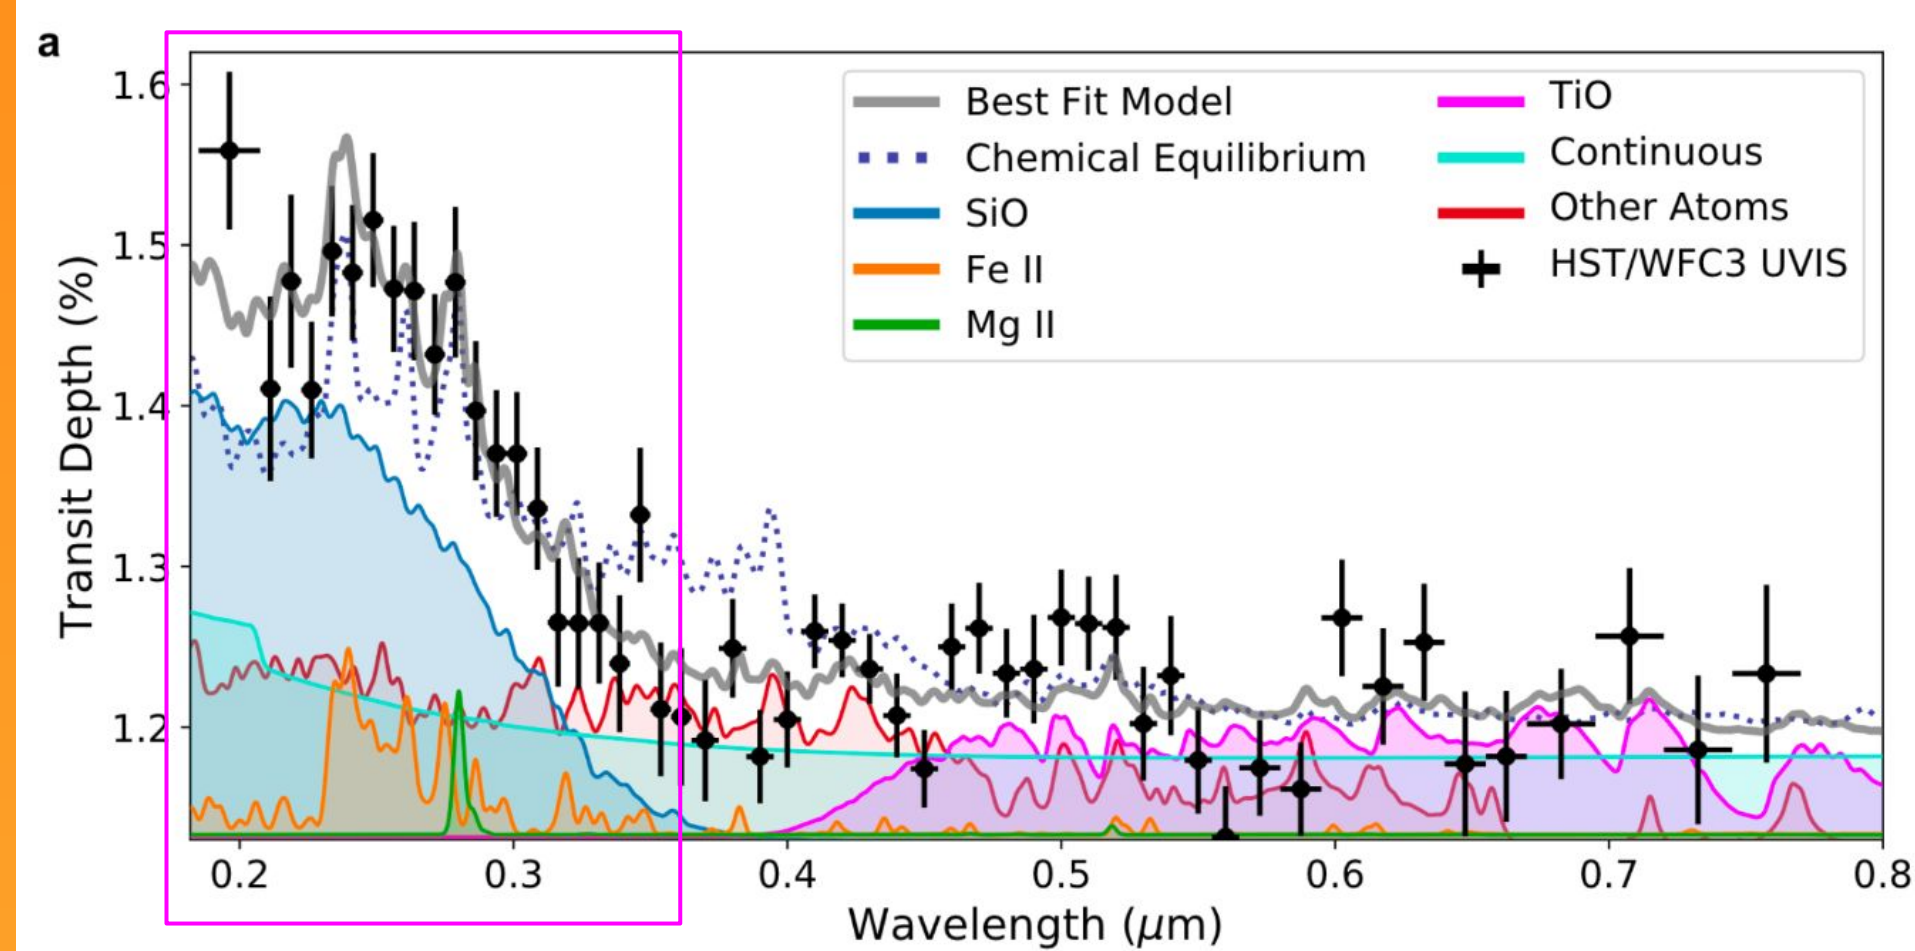 a
Transit Depth (%)
1.6
1.5
1.4
1.3
1.2
Best Fit Model
Chemical Equilibrium
SiO
Fe II
Mg II
TiO
Continuous
Other Atoms
HST/WFC3 UVIS
0.2 0.3 0.4 0.5 0.6 0.7 0.8
Wavelength (μm)